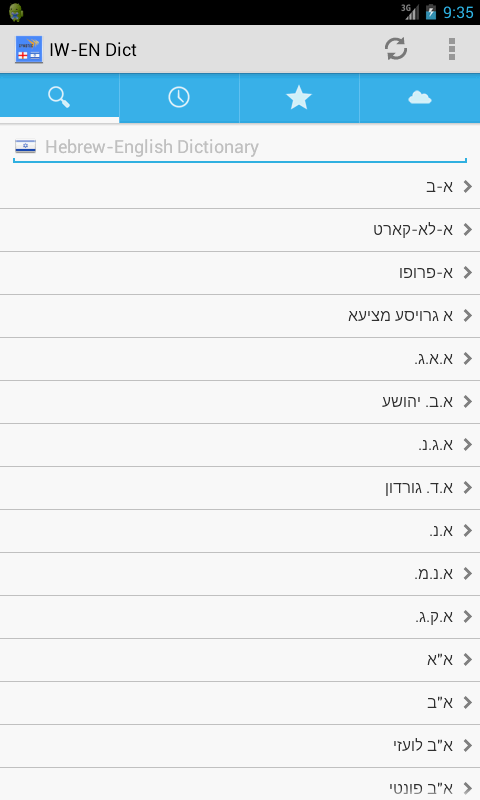 3G 9:35
IW-EN Dict
Hebrew-English Dictionary
א-ב
א-לא-קארט
א-פרופו
א גרויסע מציעא
א.א.ג.
א.ב. יהושע
א.ג.נ.
א.ד. גורדון
א.נ.
א.נ.מ.
א.ק.ג.
א"א
א"ב
א"ב לועזי
א"ב פונטי